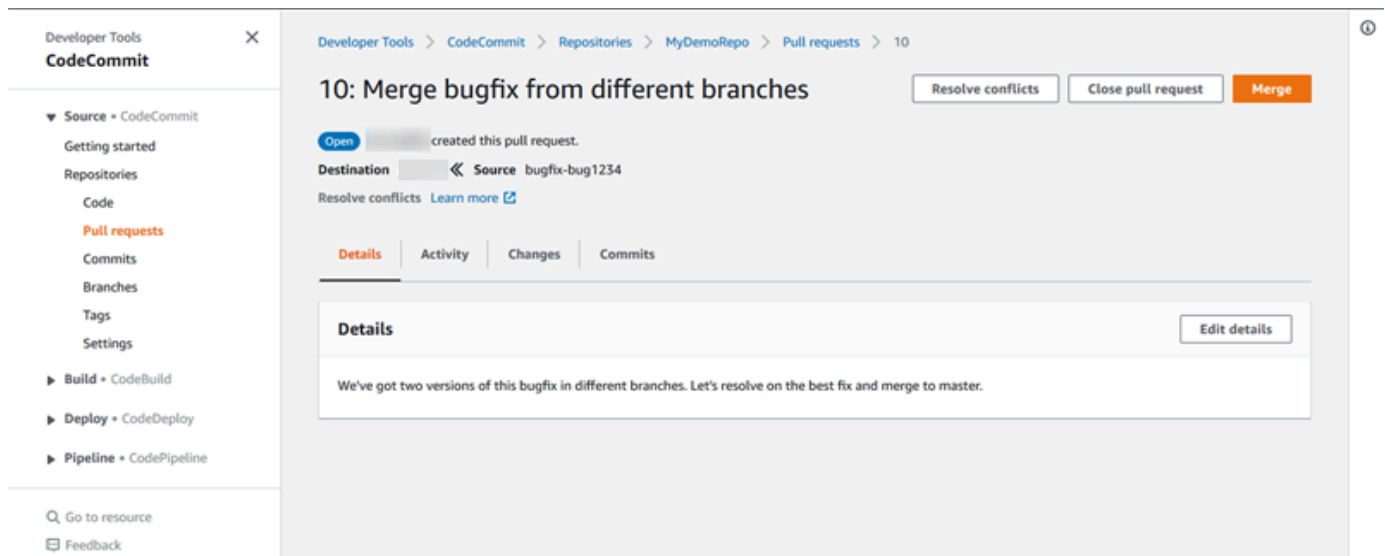 Developer Tools
CodeCommit
Source • CodeCommit
Getting started
Repositories
Code
Pull requests
Commits
Branches
Tags
Settings
Build • CodeBuild
Deploy • CodeDeploy
Pipeline • CodePipeline
Go to resource
Feedback
Developer Tools > CodeCommit > Repositories > MyDemoRepo > Pull requests > 10
10: Merge bugfix from different branches
Resolve conflicts Close pull request Merge
Open created this pull request.
Destination Source bugfix-bug1234
Resolve conflicts Learn more
Details Activity Changes Commits
Details Edit details
We've got two versions of this bugfix in different branches. Let's resolve on the best fix and merge to master.